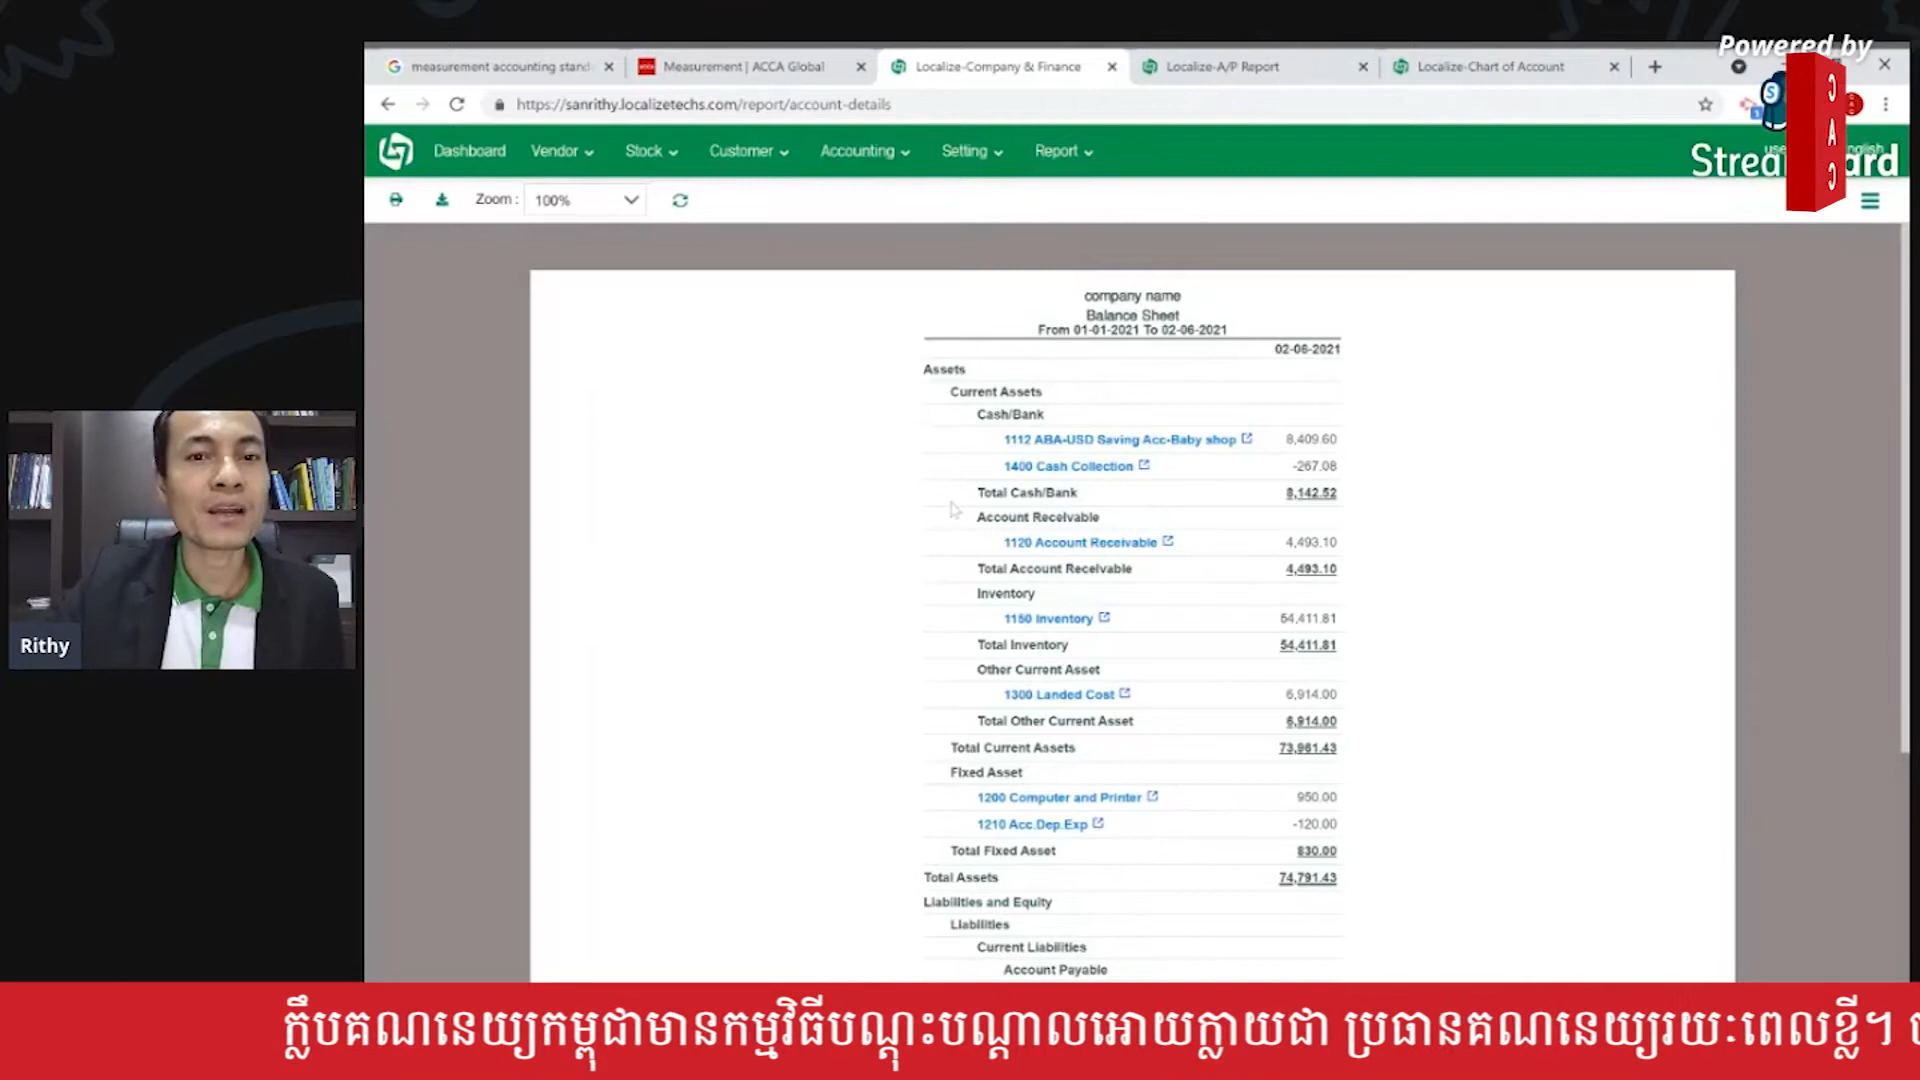 Powered by
measurement accounting stand
Measurement | ACCA Global
Localize-Company & Finance
Localize-A/P Report
Localize-Chart of Account
https://sanrithy.localizetechs.com/report/account-details
Dashboard Vendor Stock Customer Accounting Setting Report
CAC
Zoom : 100%
company name
Balance Sheet
From 01-01-2021 To 02-06-2021
02-06-2021
Assets
Current Assets
Cash/Bank
1112 ABA-USD Saving Acc-Baby shop 8,409.60
1400 Cash Collection -267.08
Total Cash/Bank 8,142.52
Account Receivable
1120 Account Receivable 4,493.10
Total Account Receivable 4,493.10
Inventory
1150 Inventory 54,411.81
Total Inventory 54,411.81
Other Current Asset
1300 Landed Cost 6,914.00
Total Other Current Asset 6,914.00
Total Current Assets 73,961.43
Fixed Asset
1200 Computer and Printer 950.00
1210 Acc.Dep.Exp -120.00
Total Fixed Asset 830.00
Total Assets 74,791.43
Liabilities and Equity
Liabilities
Current Liabilities
Account Payable
Rithy
ក្លឹបគណនេយ្យកម្ពុជាមានកម្មវិធីបណ្តុះបណ្តាលអោយក្លាយជា ប្រធានគណនេយ្យរយៈពេលខ្លី។